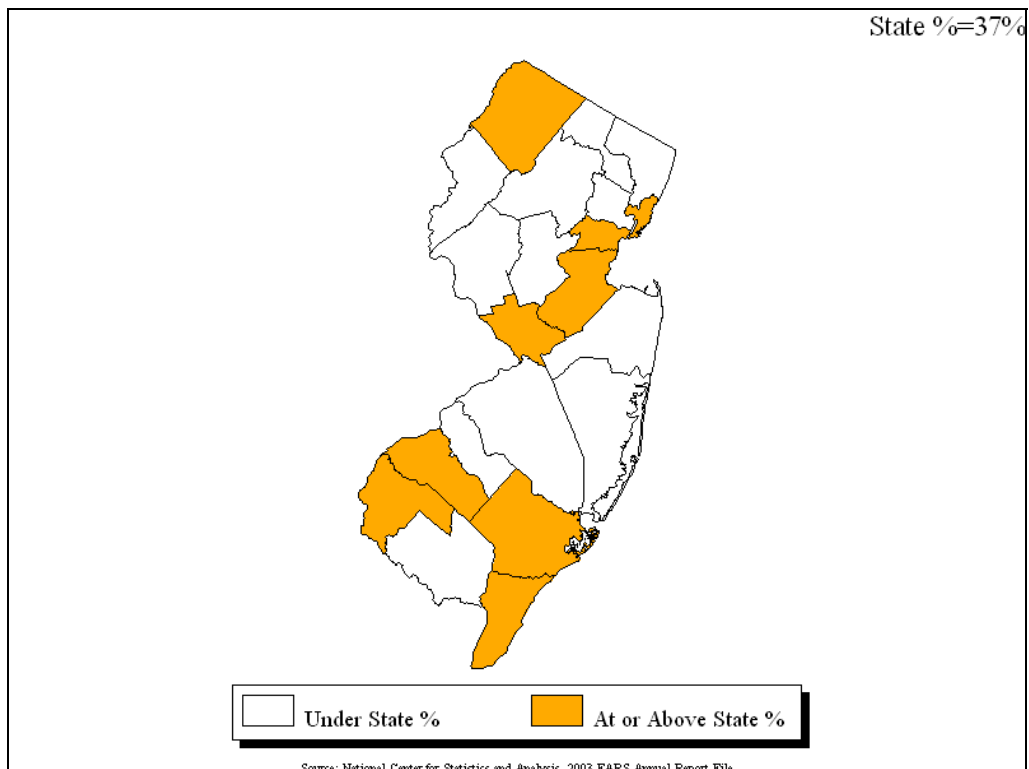 State %=37%
Under State %
At or Above State %
Source: National Center for Statistics and Analysis, 2003 FARS Annual Report File